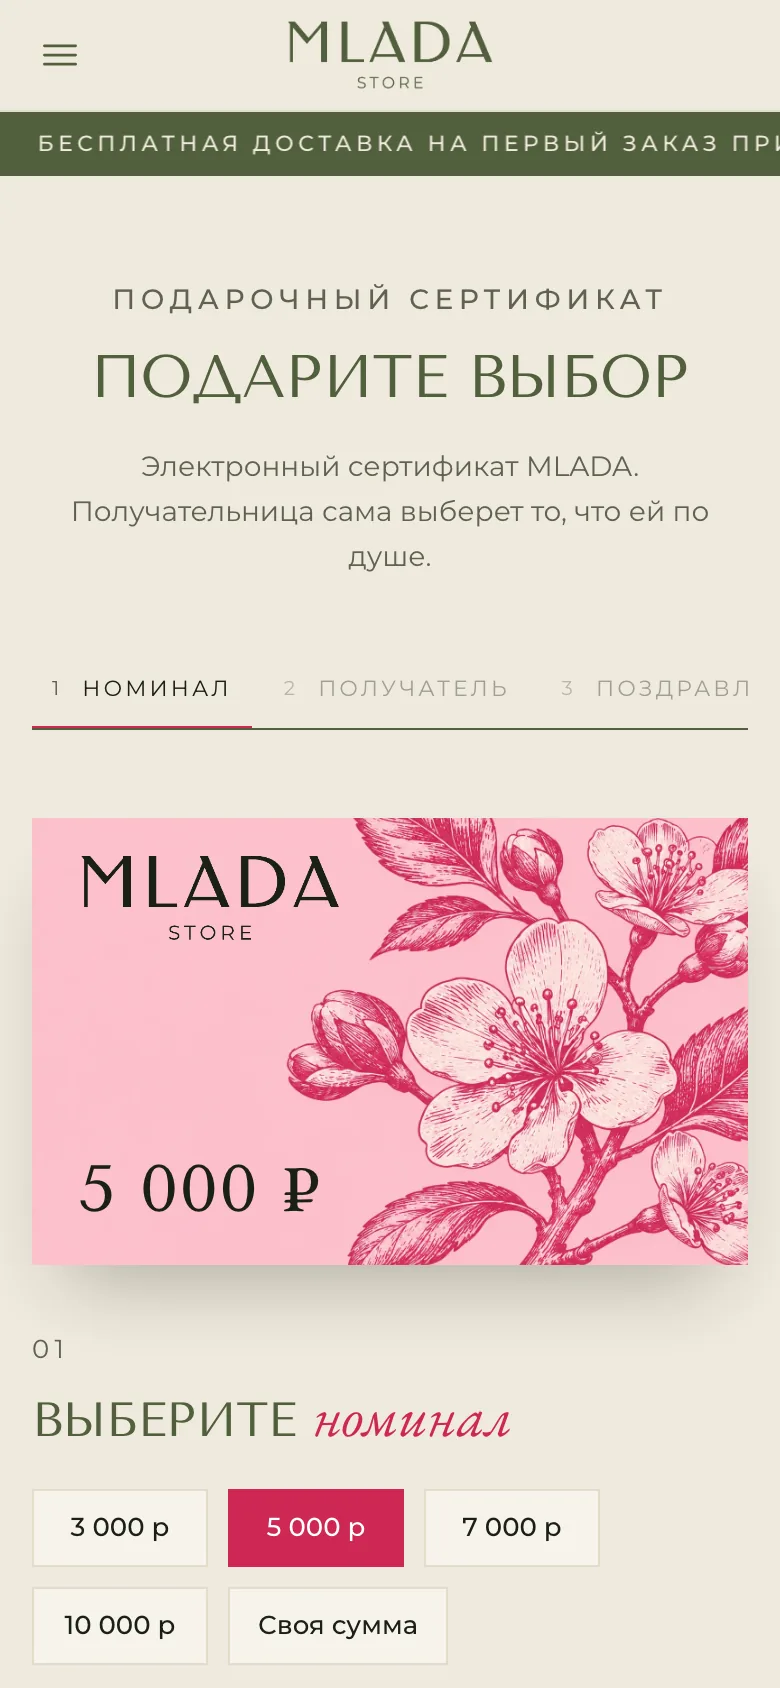 MLADA
STORE
БЕСПЛАТНАЯ ДОСТАВКА НА ПЕРВЫЙ ЗАКАЗ ПРИ
ПОДАРОЧНЫЙ СЕРТИФИКАТ
ПОДАРИТЕ ВЫБОР
Электронный сертификат MLADA.
Получательница сама выберет то, что ей по
душе.
1 НОМИНАЛ 2 ПОЛУЧАТЕЛЬ 3 ПОЗДРАВЛ
MLADA
STORE
5 000 ₽
01
ВЫБЕРИТЕ номинал
3 000 р 5 000 р 7 000 р
10 000 р Своя сумма